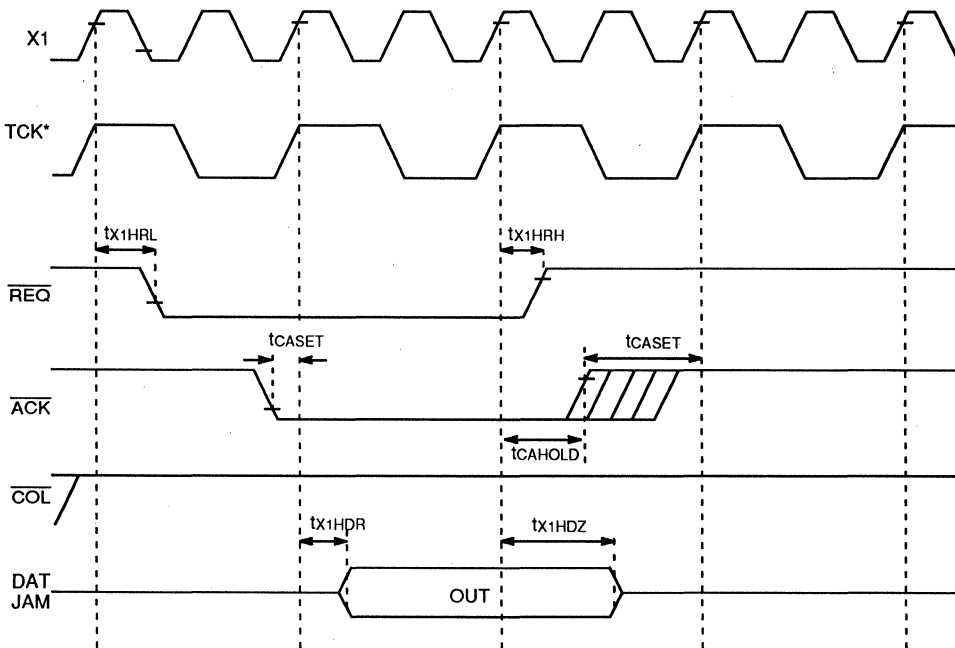 X1
TCK*
tX1HRL
tX1HRH
REQ
tCASET
tCASET
ACK
tCAHOLD
COL
tX1HDR
tX1HDZ
DAT
JAM
OUT